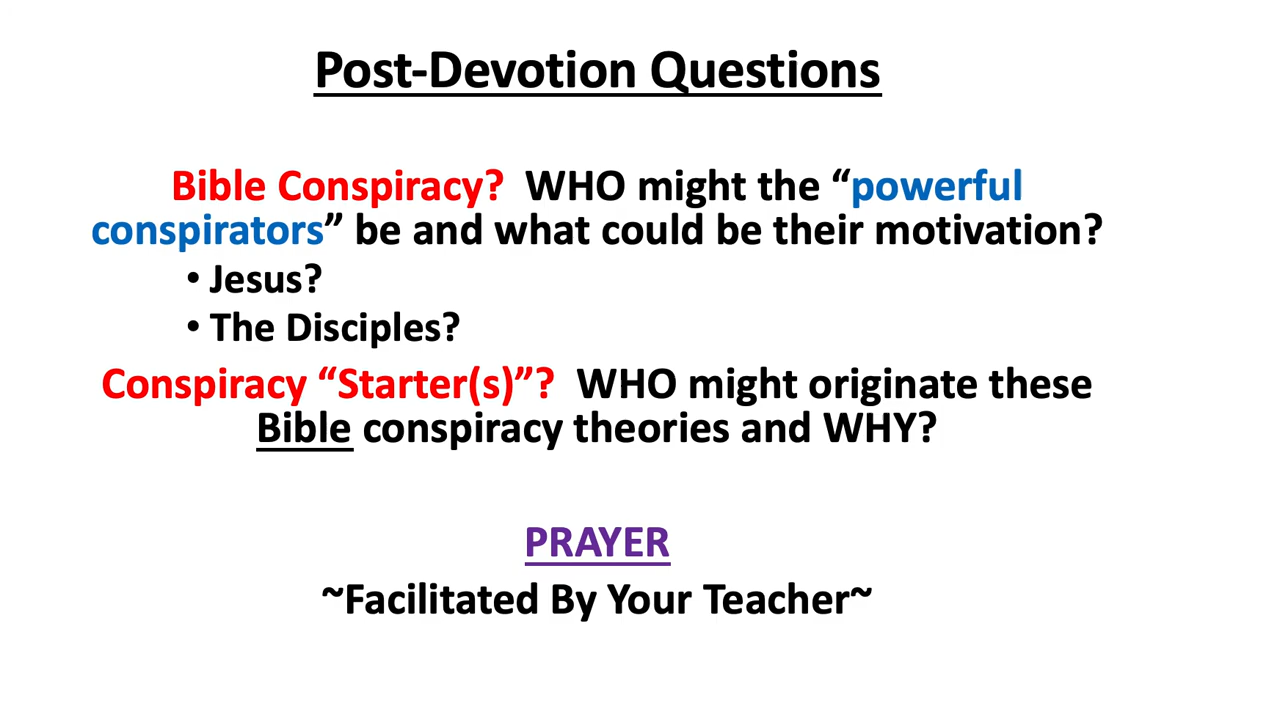 Post-Devotion Questions
Bible Conspiracy? WHO might the “powerful
conspirators” be and what could be their motivation?
• Jesus?
• The Disciples?
Conspiracy “Starter(s)”? WHO might originate these
Bible conspiracy theories and WHY?
PRAYER
~Facilitated By Your Teacher~